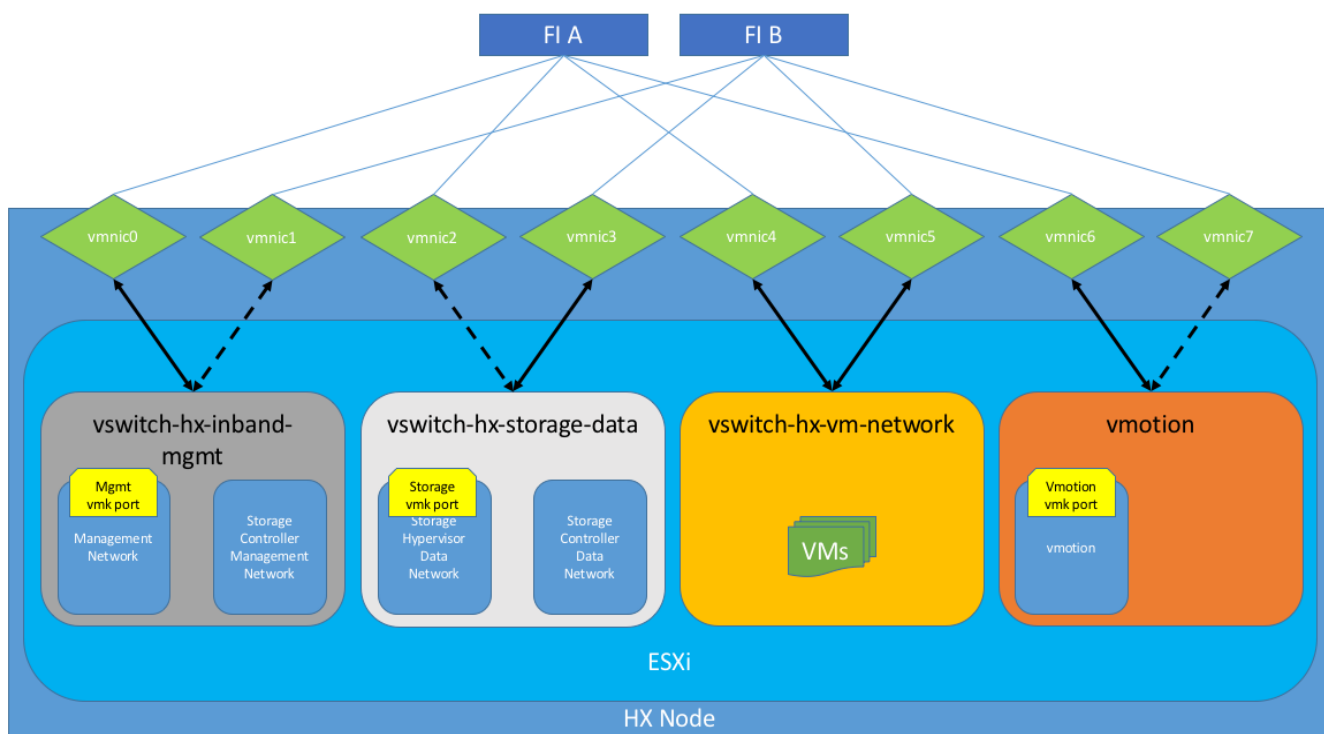 FI A
FI B
vmnic0
vmnic1
vmnic2
vmnic3
vmnic4
vmnic5
vmnic6
vmnic7
vswitch-hx-inband-
mgmt
Mgmt
vmk port
Management
Network
Storage
Controller
Management
Network
vswitch-hx-storage-data
Storage
vmk port
Storage
Hypervisor
Data
Network
Storage
Controller
Data
Network
vswitch-hx-vm-network
VMs
vmotion
Vmotion
vmk port
vmotion
ESXi
HX Node